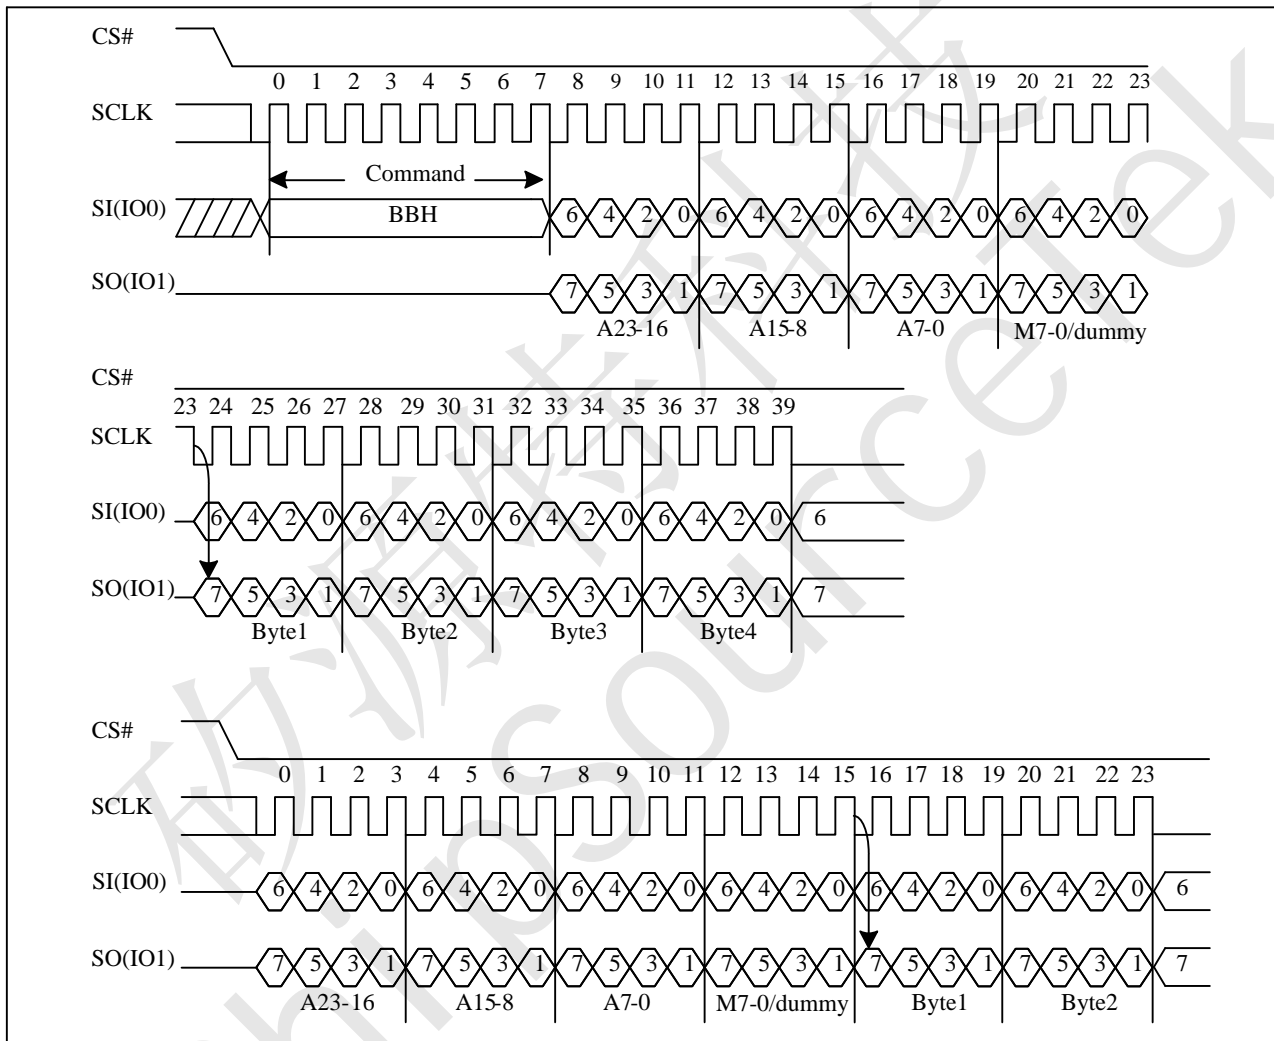 CS#
0 1 2 3 4 5 6 7 8 9 10 11 12 13 14 15 16 17 18 19 20 21 22 23
SCLK
Command
SI(IO0) BBH 6 4 2 0 6 4 2 0 6 4 2 0 6 4 2 0
SO(IO1) 7 5 3 1 7 5 3 1 7 5 3 1 7 5 3 1
A23-16 A15-8 A7-0 M7-0/dummy
CS#
23 24 25 26 27 28 29 30 31 32 33 34 35 36 37 38 39
SCLK
SI(IO0) 6 4 2 0 6 4 2 0 6 4 2 0 6 4 2 0 6
SO(IO1) 7 5 3 1 7 5 3 1 7 5 3 1 7 5 3 1 7
Byte1 Byte2 Byte3 Byte4
CS#
0 1 2 3 4 5 6 7 8 9 10 11 12 13 14 15 16 17 18 19 20 21 22 23
SCLK
SI(IO0) 6 4 2 0 6 4 2 0 6 4 2 0 6 4 2 0 6 4 2 0 6 4 2 0 6
SO(IO1) 7 5 3 1 7 5 3 1 7 5 3 1 7 5 3 1 7 5 3 1 7 5 3 1 7
A23-16 A15-8 A7-0 M7-0/dummy Byte1 Byte2
矽源特科技
hipSourceTek